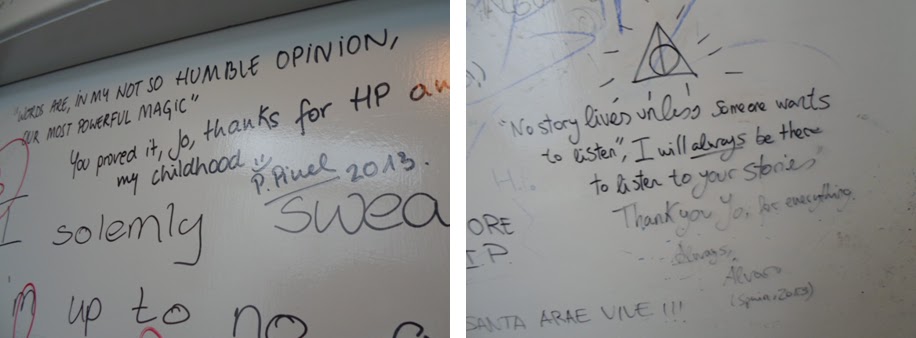 "WORDS ARE, IN MY NOT SO HUMBLE OPINION,
OUR MOST POWERFUL MAGIC"
You proved it, Jo, thanks for HP an
my childhood
P. Pinel 2013.
I solemly swea
m up to no g
"No story lives unless someone wants
to listen", I will always be there
to listen to your stories"
Thank you Jo, for everything.
Always,
Alvaro
(Spain, 2013)
ORE
I.P.
SANTA ARAE VIVE !!!